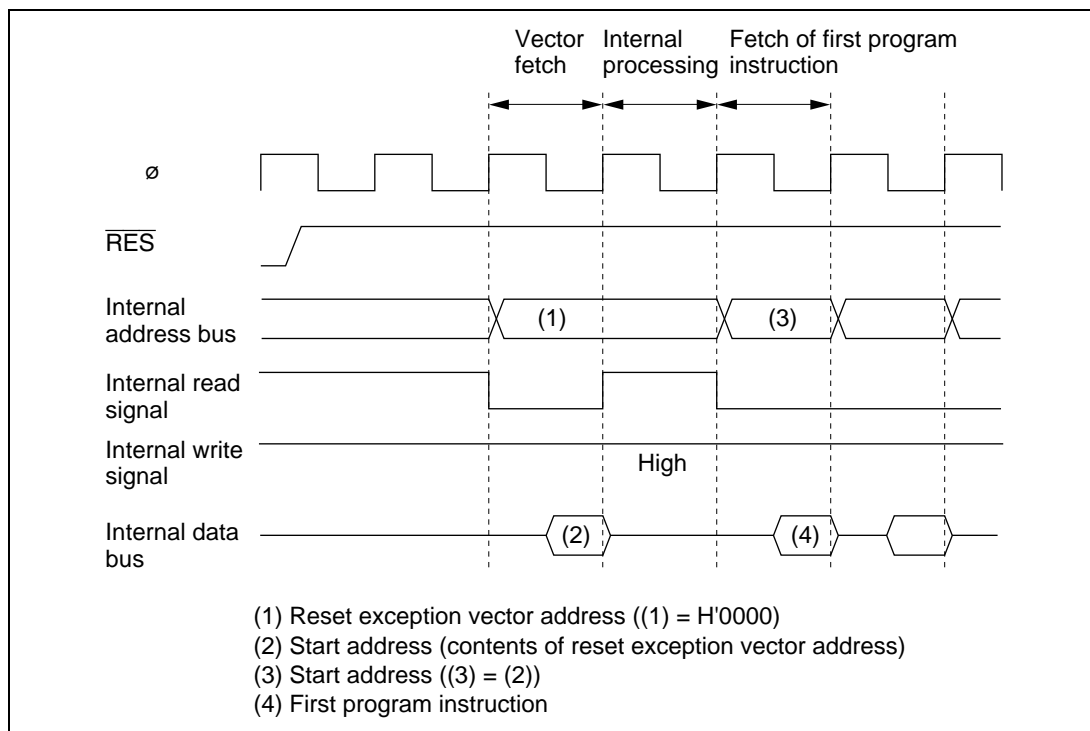 Vector fetch
Internal processing
Fetch of first program instruction
ø
RES
Internal address bus
(1)
(3)
Internal read signal
Internal write signal
High
Internal data bus
(2)
(4)
(1) Reset exception vector address ((1) = H'0000)
(2) Start address (contents of reset exception vector address)
(3) Start address ((3) = (2))
(4) First program instruction